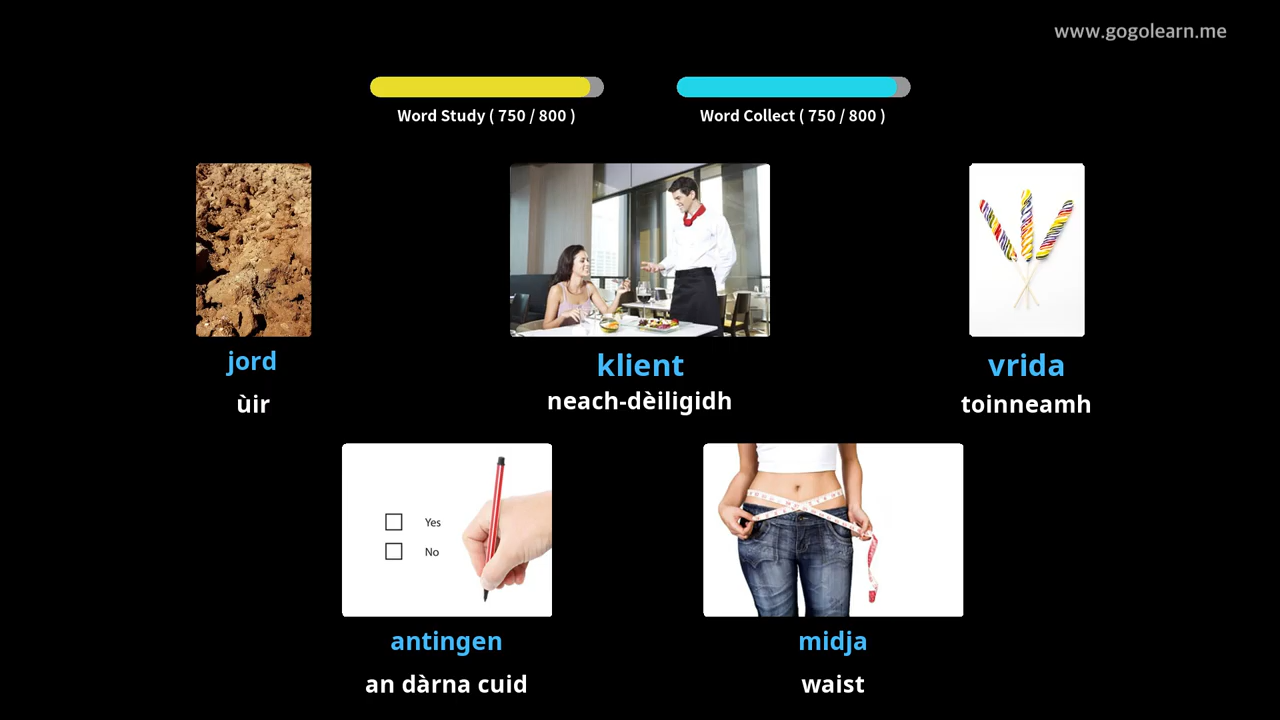 www.gogolearn.me
Word Study ( 750 / 800 )
Word Collect ( 750 / 800 )
jord
ùir
klient
neach-dèiligidh
vrida
toinneamh
Yes
No
antingen
an dàrna cuid
midja
waist